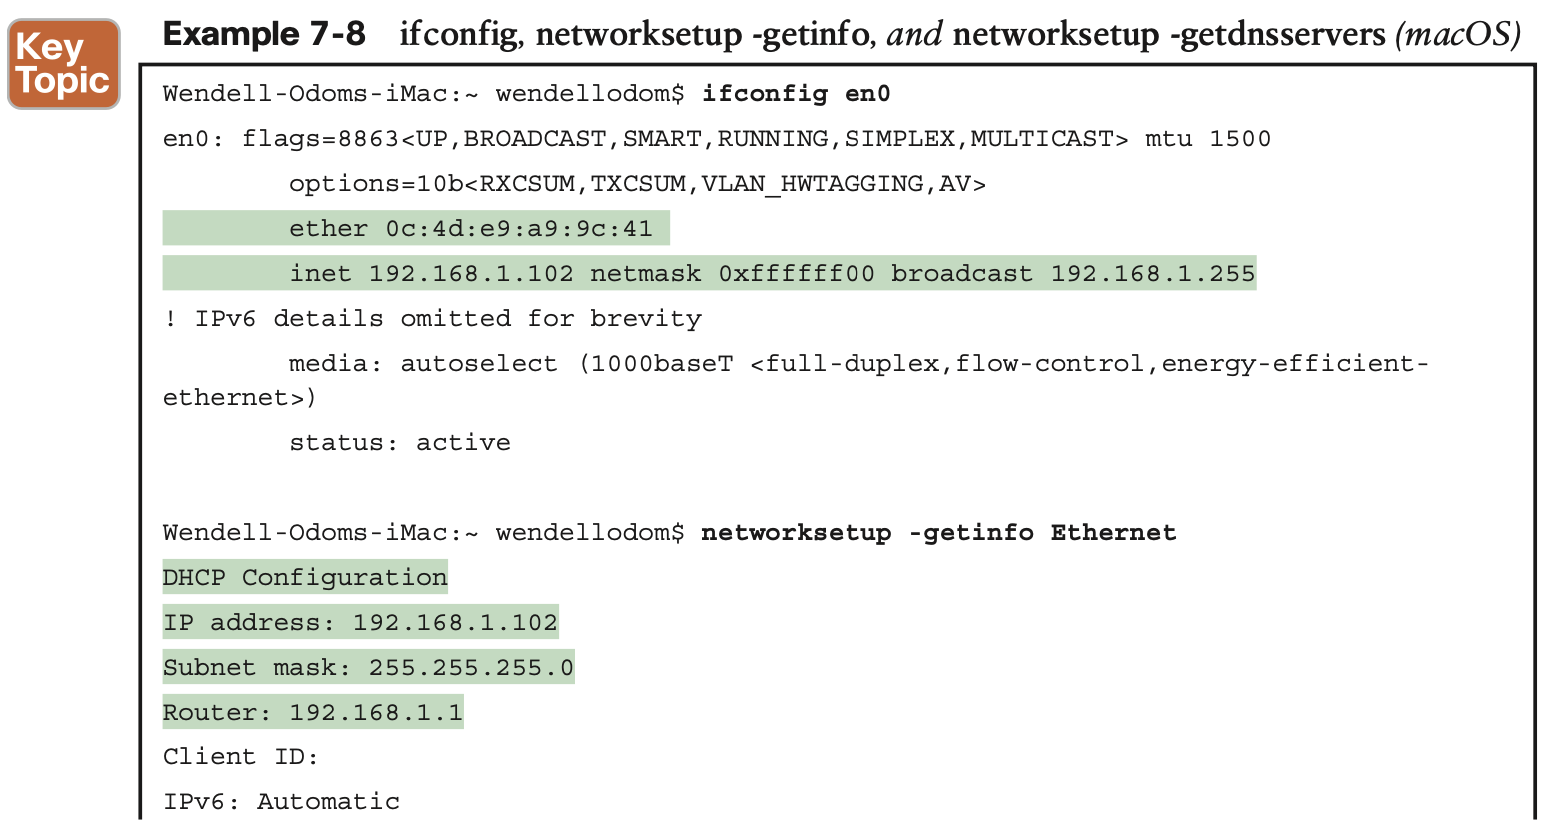 Key
Topic
Example 7-8 ifconfig, networksetup -getinfo, and networksetup -getdnsservers (macOS)
Wendell-Odoms-iMac:~ wendellodom$ ifconfig en0
en0: flags=8863<UP,BROADCAST,SMART,RUNNING,SIMPLEX,MULTICAST> mtu 1500
options=10b<RXCSUM,TXCSUM,VLAN_HWTAGGING,AV>
ether 0c:4d:e9:a9:9c:41
inet 192.168.1.102 netmask 0xffffff00 broadcast 192.168.1.255
! IPv6 details omitted for brevity
media: autoselect (1000baseT <full-duplex,flow-control,energy-efficient-
ethernet>)
status: active
Wendell-Odoms-iMac:~ wendellodom$ networksetup -getinfo Ethernet
DHCP Configuration
IP address: 192.168.1.102
Subnet mask: 255.255.255.0
Router: 192.168.1.1
Client ID:
IPv6: Automatic